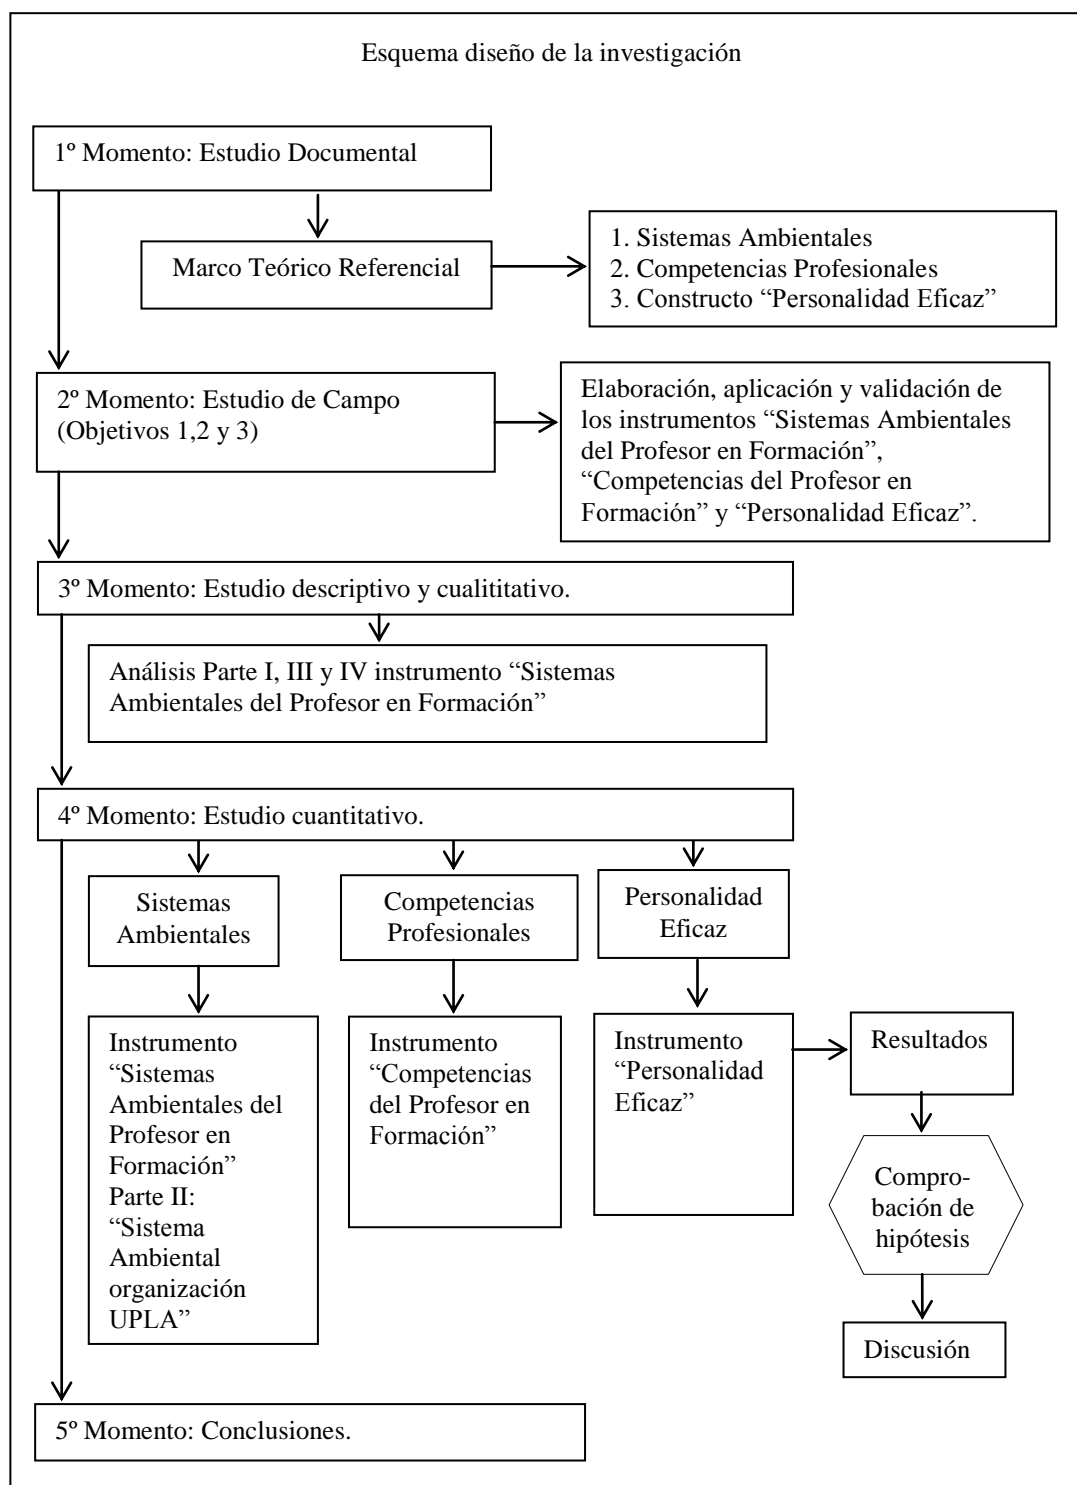 Esquema diseño de la investigación
1º Momento: Estudio Documental
Marco Teórico Referencial
1. Sistemas Ambientales
2. Competencias Profesionales
3. Constructo “Personalidad Eficaz”
2º Momento: Estudio de Campo
(Objetivos 1,2 y 3)
Elaboración, aplicación y validación de
los instrumentos “Sistemas Ambientales
del Profesor en Formación”,
“Competencias del Profesor en
Formación” y “Personalidad Eficaz”.
3º Momento: Estudio descriptivo y cualititativo.
Análisis Parte I, III y IV instrumento “Sistemas
Ambientales del Profesor en Formación”
4º Momento: Estudio cuantitativo.
Sistemas
Ambientales
Competencias
Profesionales
Personalidad
Eficaz
Instrumento
“Sistemas
Ambientales del
Profesor en
Formación”
Parte II:
“Sistema
Ambiental
organización
UPLA”
Instrumento
“Competencias
del Profesor en
Formación”
Instrumento
“Personalidad
Eficaz”
Resultados
Compro-
bación de
hipótesis
Discusión
5º Momento: Conclusiones.